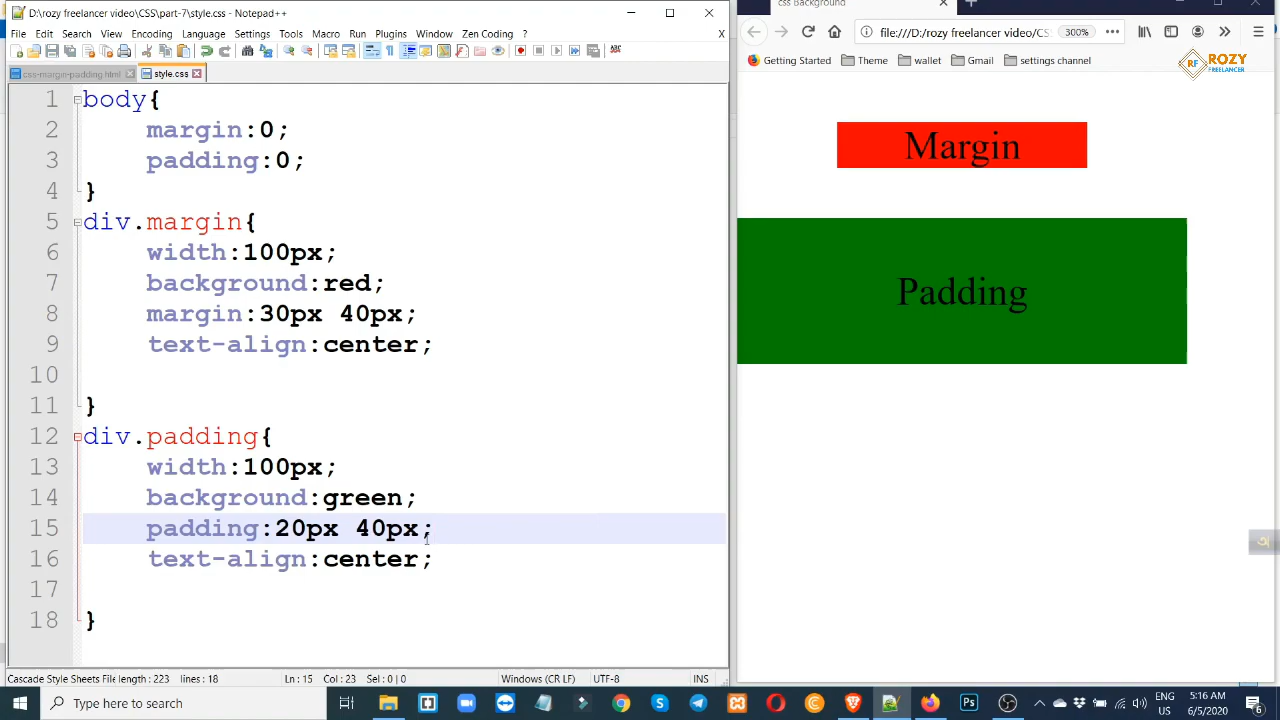 D:\rozy freelancer video\CSS\part-7\style.css - Notepad++
File Edit Search View Encoding Language Settings Tools Macro Run Plugins Window Zen Coding ? X
css-margin-padding.html style.css
1 body{
2 margin:0;
3 padding:0;
4 }
5 div.margin{
6 width:100px;
7 background:red;
8 margin:30px 40px;
9 text-align:center;
10
11 }
12 div.padding{
13 width:100px;
14 background:green;
15 padding:20px 40px;
16 text-align:center;
17
18 }
Cascade Style Sheets File length : 223 lines : 18 Ln : 15 Col : 23 Sel : 0 | 0 Windows (CR LF) UTF-8 INS
css Background
file:///D:/rozy freelancer video/CS 300%
Getting Started Theme wallet Gmail settings channel
RF ROZY
FREELANCER
Margin
Padding
Type here to search
ENG
US
5:16 AM
6/5/2020
6